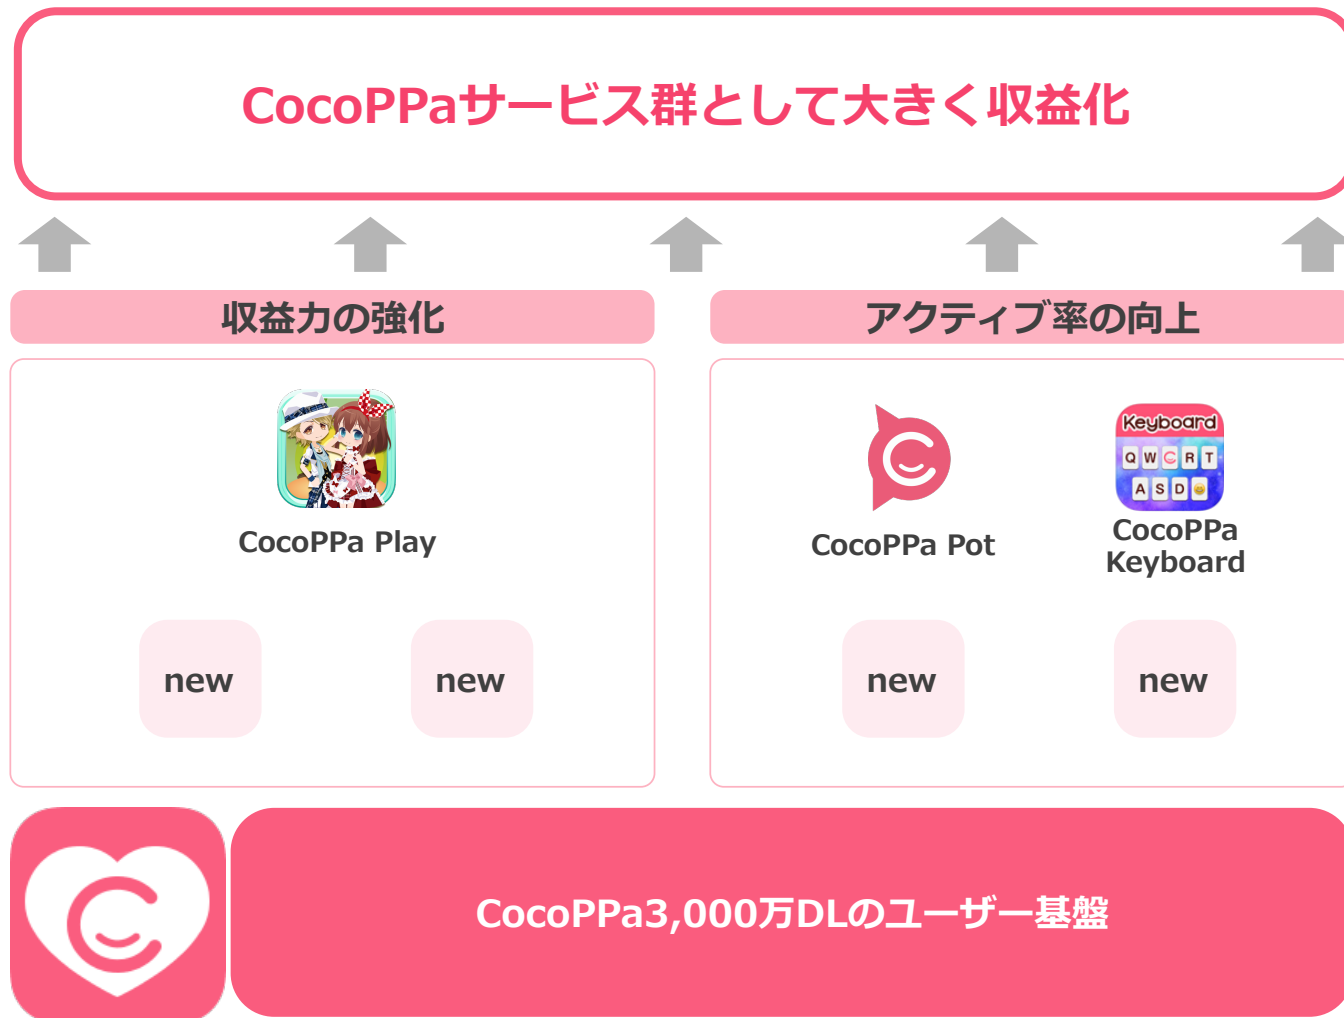 CocoPPaサービス群として大きく収益化
収益力の強化
アクティブ率の向上
CocoPPa Play
CocoPPa Pot
Keyboard
Q W C R T
A S D
CocoPPa
Keyboard
new
new
new
new
CocoPPa3,000万DLのユーザー基盤